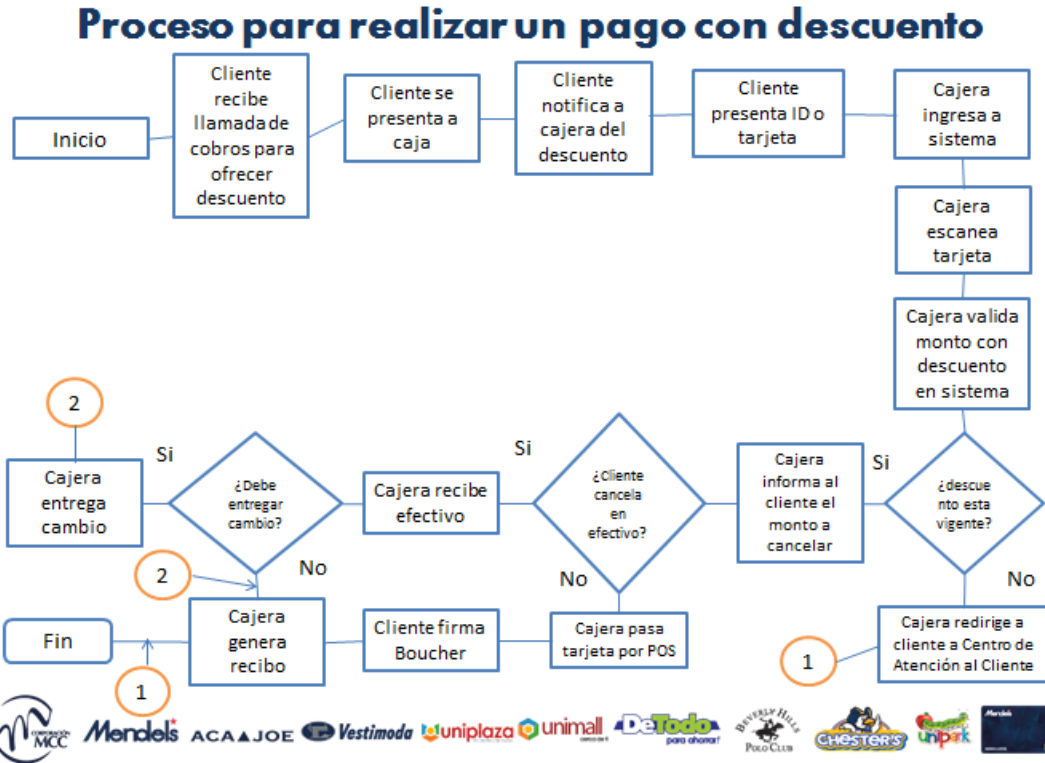 Proceso para realizar un pago con descuento
Inicio
Cliente
recibe
llamada de
cobros para
ofrecer
descuento
Cliente se
presenta a
caja
Cliente
notifica a
cajera del
descuento
Cliente
presenta ID o
tarjeta
Cajera
ingresa a
sistema
Cajera
escanea
tarjeta
Cajera valida
monto con
descuento
en sistema
¿descue
nto esta
vigente?
Si
No
Cajera
informa al
cliente el
monto a
cancelar
¿Cliente
cancela
en
efectivo?
Si
No
Cajera recibe
efectivo
¿Debe
entregar
cambio?
Si
No
Cajera
entrega
cambio
2
2
Cajera
genera
recibo
Cliente firma
Boucher
Cajera pasa
tarjeta por POS
Cajera redirige a
cliente a Centro de
Atención al Cliente
1
Fin
1
CORPORACIÓN
MCC
Mendels
ACA JOE
Vestimoda
uniplaza
unimall
DeTodo
para ahorrar!
BEVERLY HILLS
POLO CLUB
CHESTER'S
unipark
Mendels